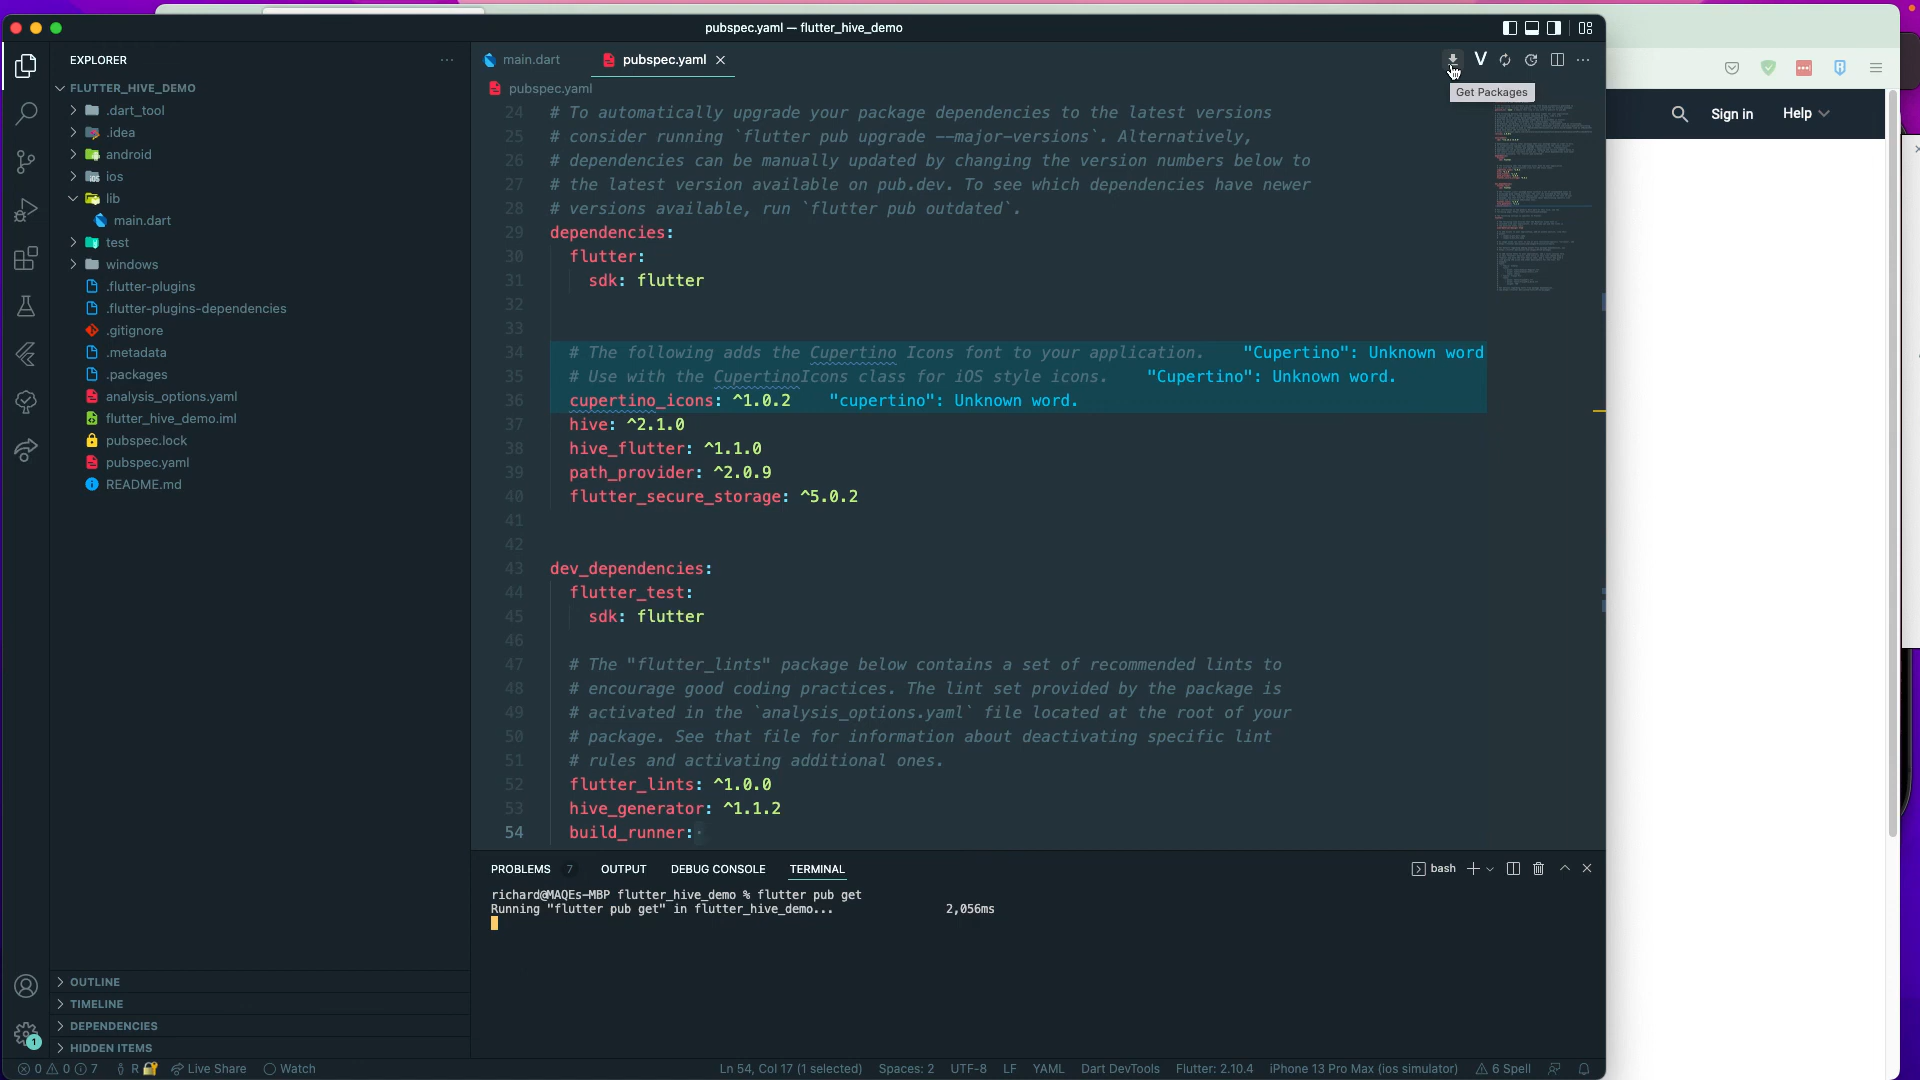 pubspec.yaml — flutter_hive_demo
EXPLORER
main.dart
pubspec.yaml
V
Get Packages
pubspec.yaml
FLUTTER_HIVE_DEMO
.dart_tool
.idea
android
ios
lib
main.dart
test
windows
.flutter-plugins
.flutter-plugins-dependencies
.gitignore
.metadata
.packages
analysis_options.yaml
flutter_hive_demo.iml
pubspec.lock
pubspec.yaml
README.md
OUTLINE
TIMELINE
DEPENDENCIES
HIDDEN ITEMS
24 # To automatically upgrade your package dependencies to the latest versions
25 # consider running `flutter pub upgrade --major-versions`. Alternatively,
26 # dependencies can be manually updated by changing the version numbers below to
27 # the latest version available on pub.dev. To see which dependencies have newer
28 # versions available, run `flutter pub outdated`.
29 dependencies:
30 flutter:
31 sdk: flutter
32
33
34 # The following adds the Cupertino Icons font to your application. "Cupertino": Unknown word
35 # Use with the CupertinoIcons class for iOS style icons. "Cupertino": Unknown word.
36 cupertino_icons: ^1.0.2 "cupertino": Unknown word.
37 hive: ^2.1.0
38 hive_flutter: ^1.1.0
39 path_provider: ^2.0.9
40 flutter_secure_storage: ^5.0.2
41
42
43 dev_dependencies:
44 flutter_test:
45 sdk: flutter
46
47 # The "flutter_lints" package below contains a set of recommended lints to
48 # encourage good coding practices. The lint set provided by the package is
49 # activated in the `analysis_options.yaml` file located at the root of your
50 # package. See that file for information about deactivating specific lint
51 # rules and activating additional ones.
52 flutter_lints: ^1.0.0
53 hive_generator: ^1.1.2
54 build_runner:
PROBLEMS 7 OUTPUT DEBUG CONSOLE TERMINAL
bash
richard@MAQEs-MBP flutter_hive_demo % flutter pub get
Running "flutter pub get" in flutter_hive_demo... 2,056ms
1
0 0 7 R Live Share Watch
Ln 54, Col 17 (1 selected) Spaces: 2 UTF-8 LF YAML Dart DevTools Flutter: 2.10.4 iPhone 13 Pro Max (ios simulator) 6 Spell
Sign in
Help